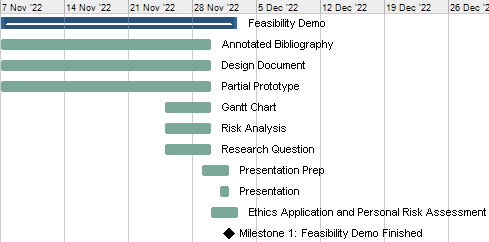 7 Nov '22 14 Nov '22 21 Nov '22 28 Nov '22 5 Dec '22 12 Dec '22 19 Dec '22 26 Dec '22
Feasibility Demo
Annotated Bibliography
Design Document
Partial Prototype
Gantt Chart
Risk Analysis
Research Question
Presentation Prep
Presentation
Ethics Application and Personal Risk Assessment
Milestone 1: Feasibility Demo Finished